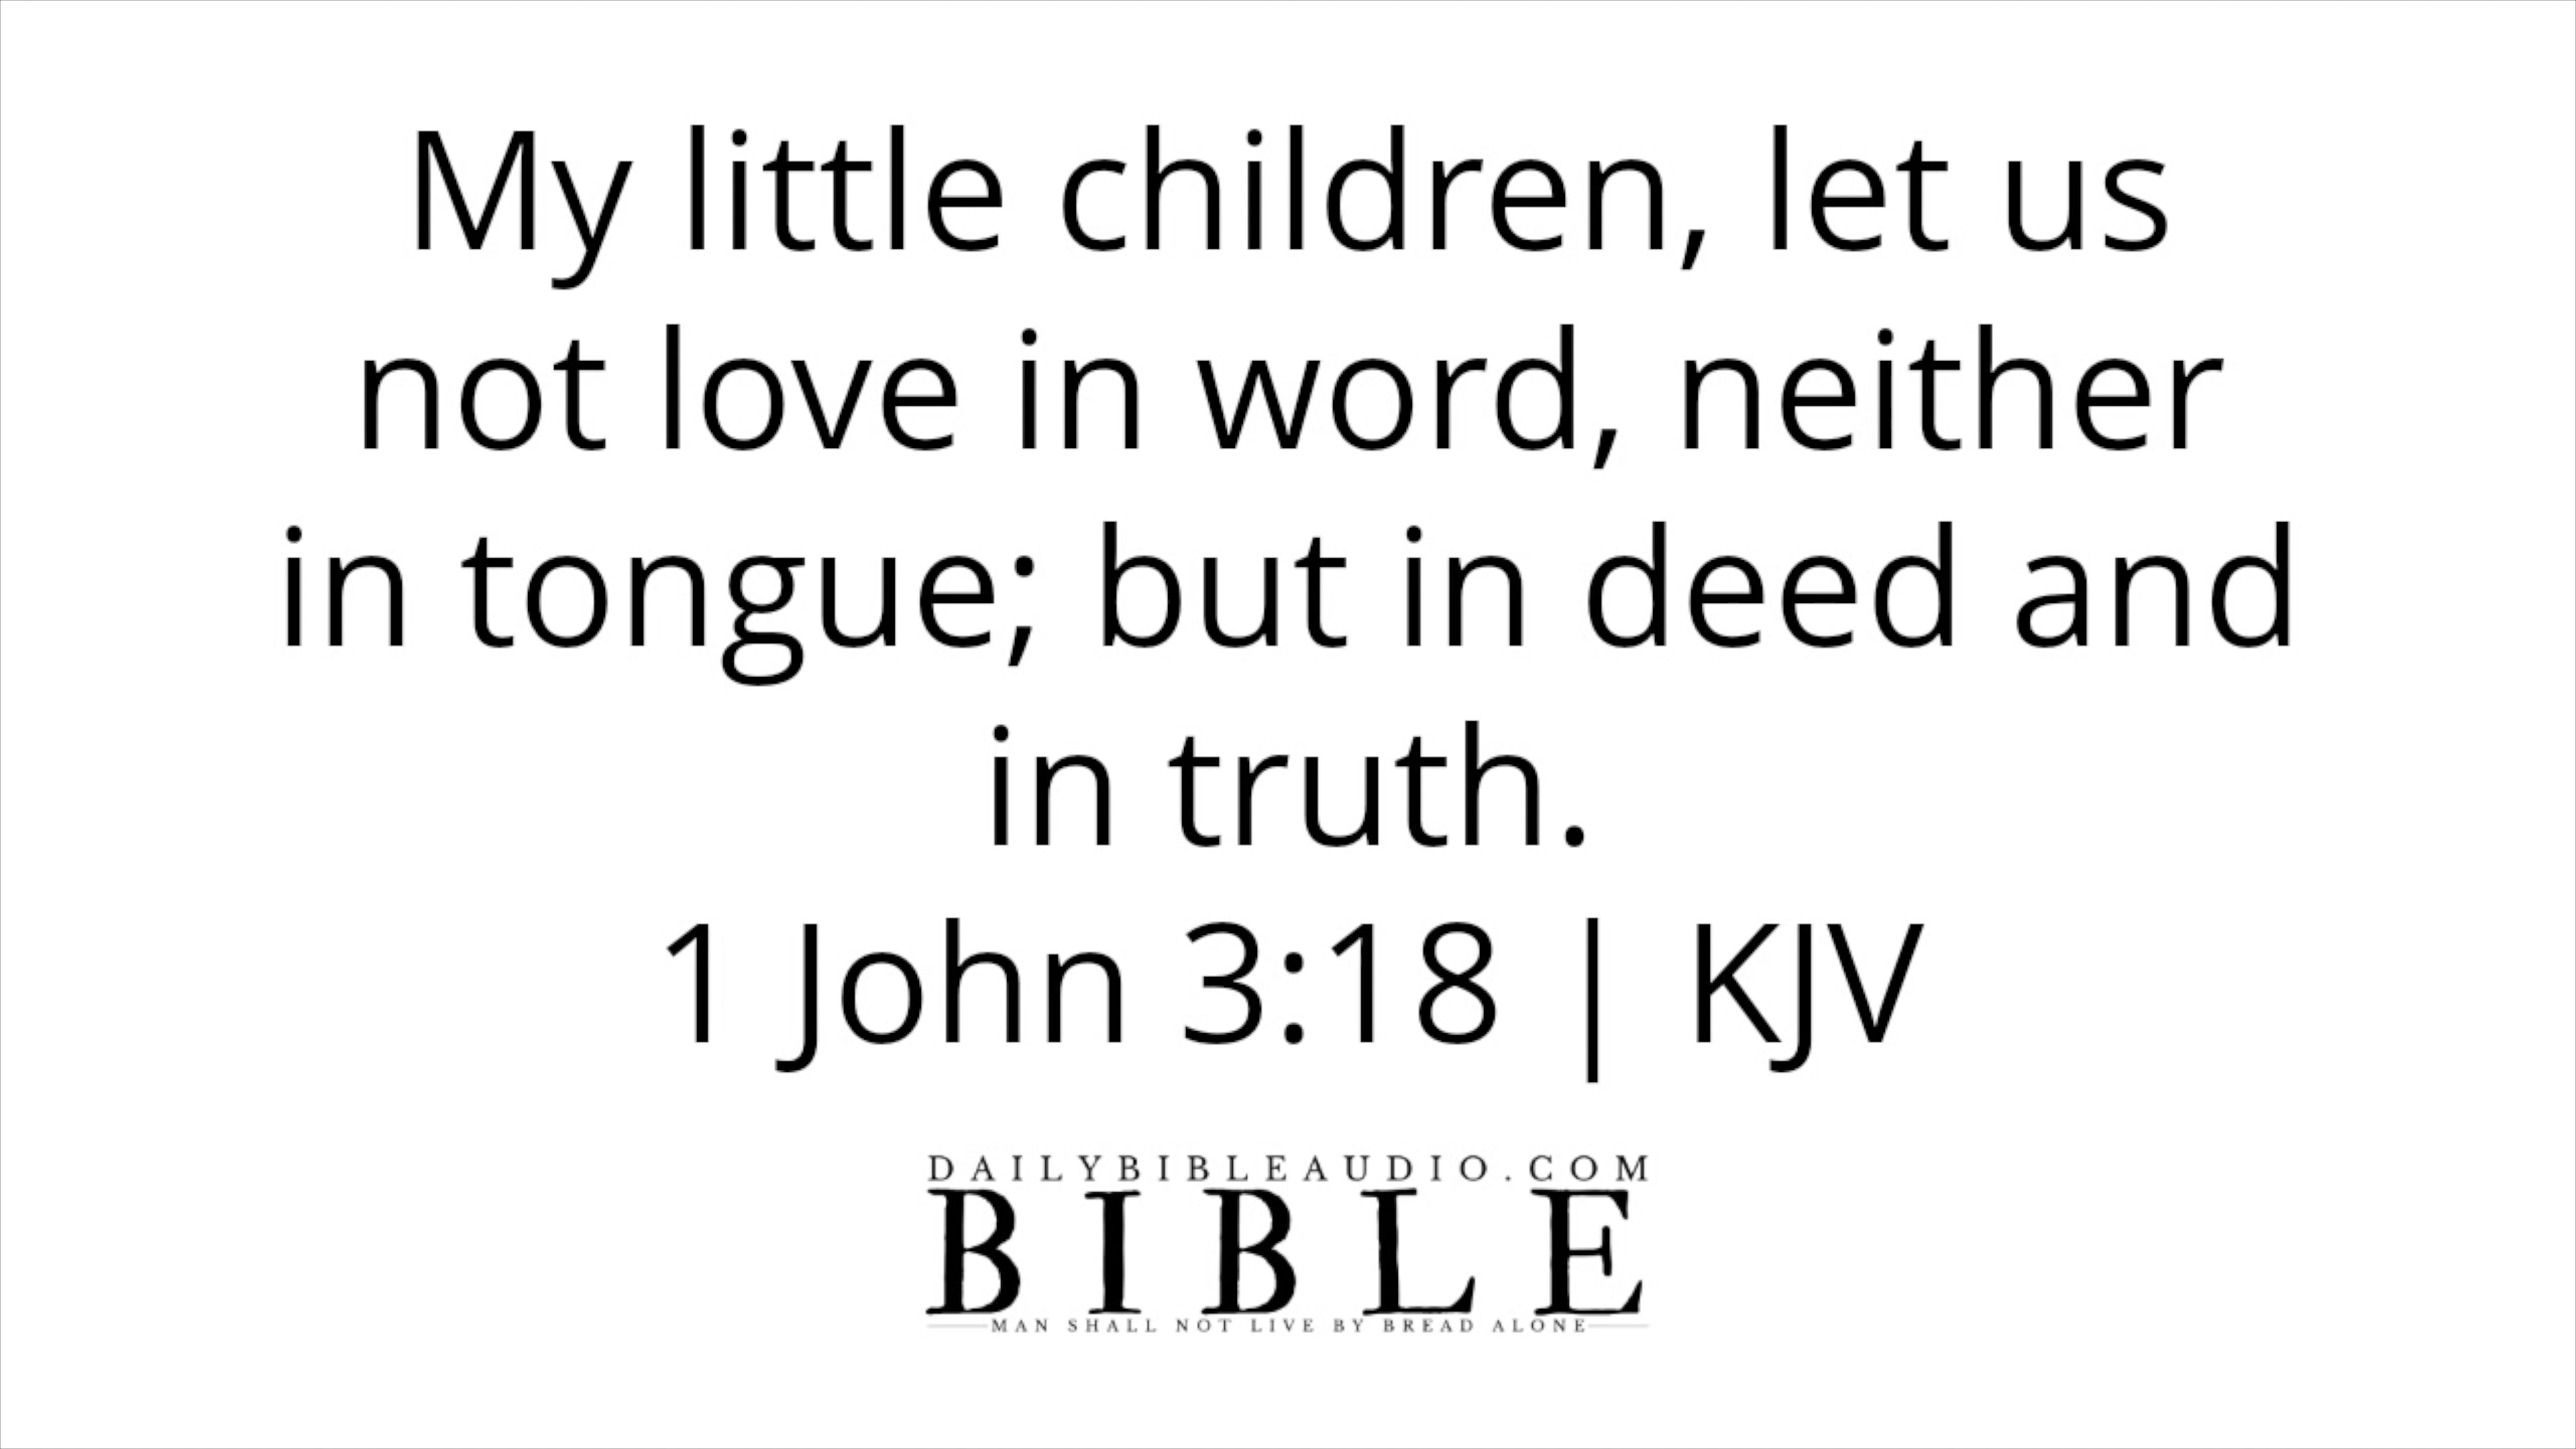 My little children, let us
not love in word, neither
in tongue; but in deed and
in truth.
1 John 3:18 | KJV
DAILYBIBLEAUDIO.COM
BIBLE
MAN SHALL NOT LIVE BY BREAD ALONE